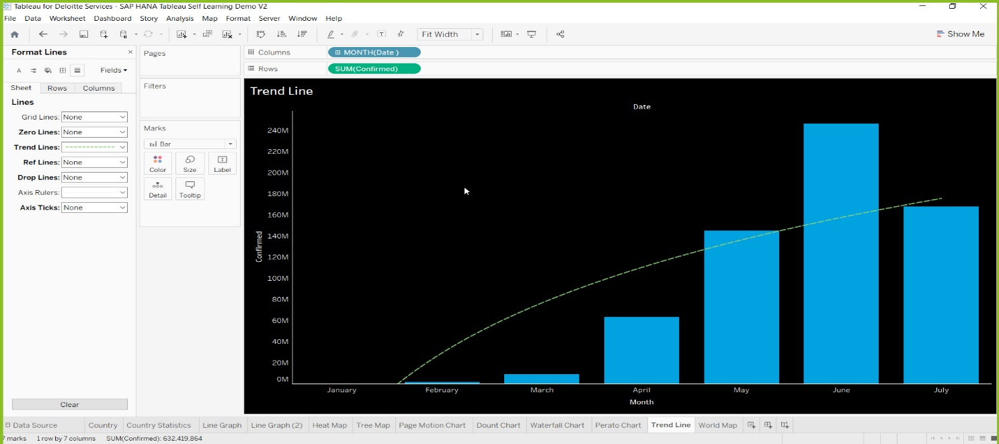 Tableau for Deloitte Services - SAP HANA Tableau Self Learning Demo V2
File Data Worksheet Dashboard Story Analysis Map Format Server Window Help
Fit Width
Show Me
Format Lines
Fields
Sheet Rows Columns
Lines
Grid Lines: None
Zero Lines: None
Trend Lines:
Ref Lines: None
Drop Lines: None
Axis Rulers:
Axis Ticks: None
Clear
Pages
Filters
Marks
Bar
Color Size Label
Detail Tooltip
Columns MONTH(Date )
Rows SUM(Confirmed)
Trend Line
Date
240M
220M
200M
180M
160M
140M
120M
100M
80M
60M
40M
20M
0M
Confirmed
January February March April May June July
Month
Data Source Country Country Statistics Line Graph Line Graph (2) Heat Map Tree Map Page Motion Chart Dount Chart Waterfall Chart Perato Chart Trend Line World Map
7 marks 1 row by 7 columns SUM(Confirmed): 632,419,864